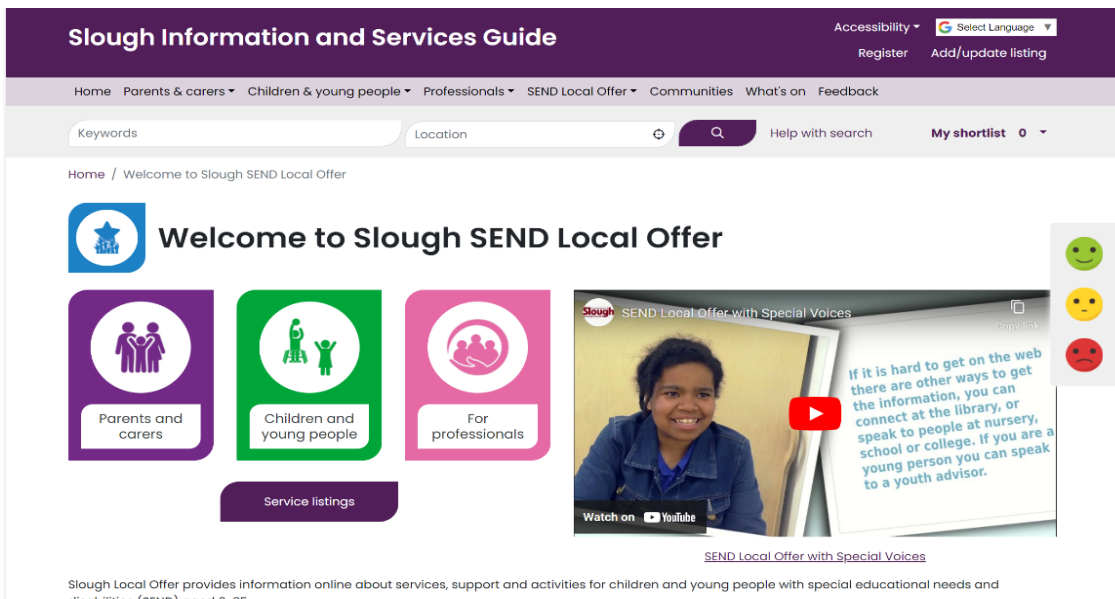 Slough Information and Services Guide
Accessibility
Select Language
Register
Add/update listing
Home Parents & carers Children & young people Professionals SEND Local Offer Communities What's on Feedback
Keywords
Location
Help with search
My shortlist 0
Home / Welcome to Slough SEND Local Offer
Welcome to Slough SEND Local Offer
Parents and
carers
Children and
young people
For
professionals
Service listings
Slough
SEND Local Offer with Special Voices
Copy link
If it is hard to get on the web
there are other ways to get
the information, you can
connect at the library, or
speak to people at nursery,
school or college. If you are a
young person you can speak
to a youth advisor.
Watch on YouTube
SEND Local Offer with Special Voices
Slough Local Offer provides information online about services, support and activities for children and young people with special educational needs and